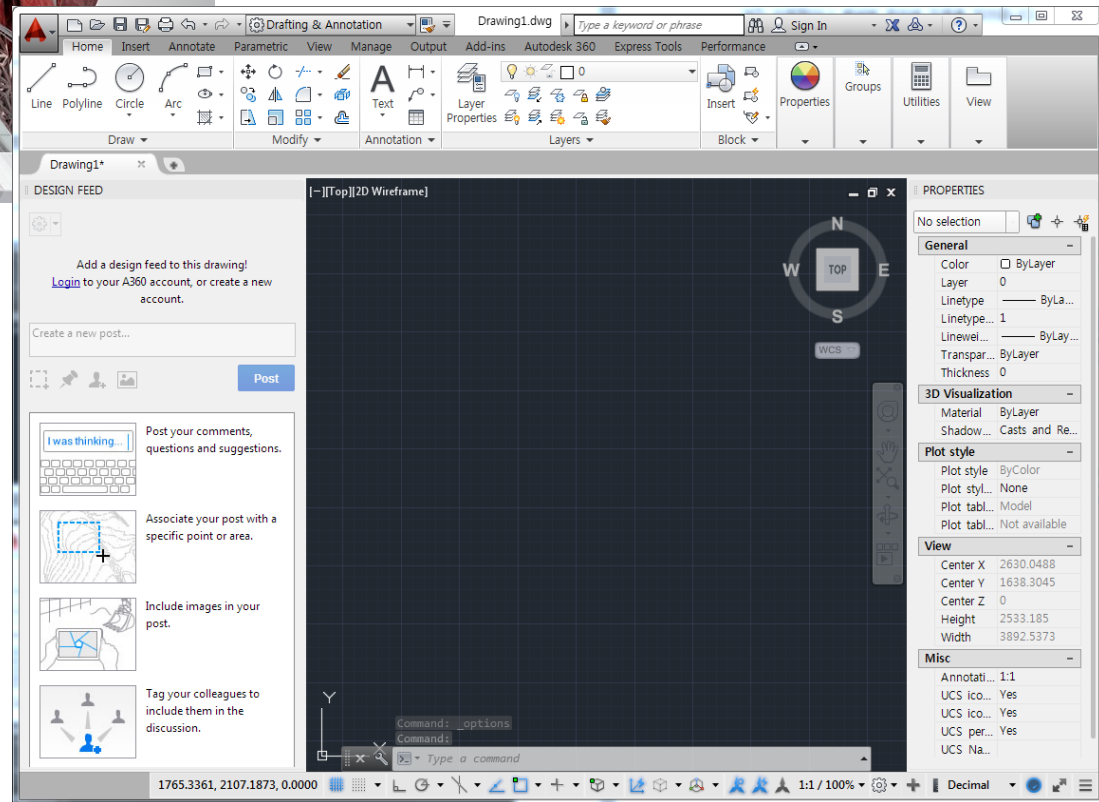 Drafting & Annotation
Drawing1.dwg
Type a keyword or phrase
Sign In
Home Insert Annotate Parametric View Manage Output Add-ins Autodesk 360 Express Tools Performance
0
Line Polyline Circle Arc
Text
Layer
Properties
Insert
Properties
Groups
Utilities
View
Draw
Modify
Annotation
Layers
Block
Drawing1*
DESIGN FEED
Add a design feed to this drawing!
Login to your A360 account, or create a new
account.
Create a new post...
Post
I was thinking...
Post your comments,
questions and suggestions.
Associate your post with a
specific point or area.
Include images in your
post.
Tag your colleagues to
include them in the
discussion.
[−][Top][2D Wireframe]
N
W TOP E
S
WCS
Y
X
Command: _options
Command:
Type a command
PROPERTIES
No selection
General
Color ByLayer
Layer 0
Linetype ByLa...
Linetype... 1
Linewei... ByLay...
Transpar... ByLayer
Thickness 0
3D Visualization
Material ByLayer
Shadow... Casts and Re...
Plot style
Plot style ByColor
Plot styl... None
Plot tabl... Model
Plot tabl... Not available
View
Center X 2630.0488
Center Y 1638.3045
Center Z 0
Height 2533.185
Width 3892.5373
Misc
Annotati... 1:1
UCS ico... Yes
UCS ico... Yes
UCS per... Yes
UCS Na...
1765.3361, 2107.1873, 0.0000
1:1 / 100%
Decimal